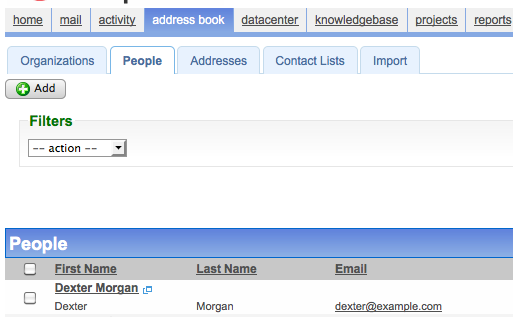 home mail activity address book datacenter knowledgebase projects reports
Organizations People Addresses Contact Lists Import
Add
Filters
-- action --
People
First Name Last Name Email
Dexter Morgan
Dexter Morgan dexter@example.com